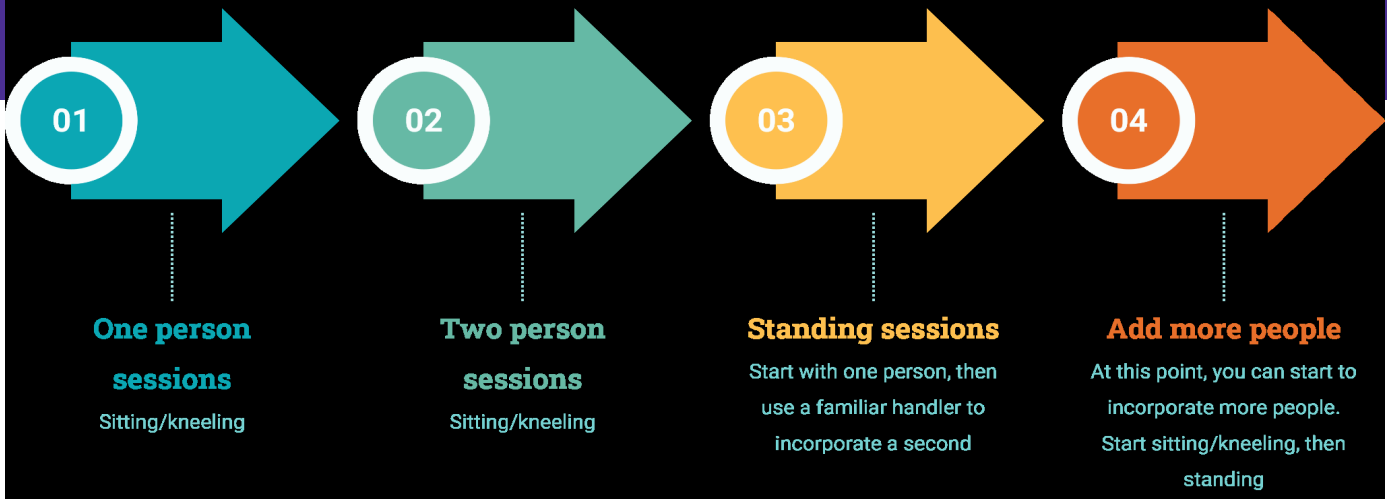 01
One person
sessions
Sitting/kneeling
02
Two person
sessions
Sitting/kneeling
03
Standing sessions
Start with one person, then
use a familiar handler to
incorporate a second
04
Add more people
At this point, you can start to
incorporate more people.
Start sitting/kneeling, then
standing